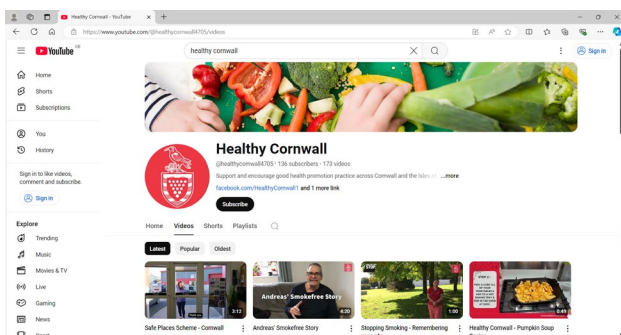 Healthy Cornwall - YouTube
https://www.youtube.com/@healthycornwall4705/videos
YouTube GB
healthy cornwall
Sign in
Home
Shorts
Subscriptions
You
History
Sign in to like videos,
comment and subscribe.
Sign in
Explore
Trending
Music
Movies & TV
Live
Gaming
News
Sport
Healthy Cornwall
@healthycornwall4705 · 136 subscribers · 173 videos
Support and encourage good health promotion practice across Cornwall and the Isles of ...more
facebook.com/HealthyCornwall1 and 1 more link
Subscribe
Home Videos Shorts Playlists
Latest Popular Oldest
3:12
Andreas' Smokefree Story
4:20
STOP
1:00
STEP 2:
0:49
Safe Places Scheme - Cornwall
Andreas' Smokefree Story
Stopping Smoking - Remembering
Healthy Cornwall - Pumpkin Soup